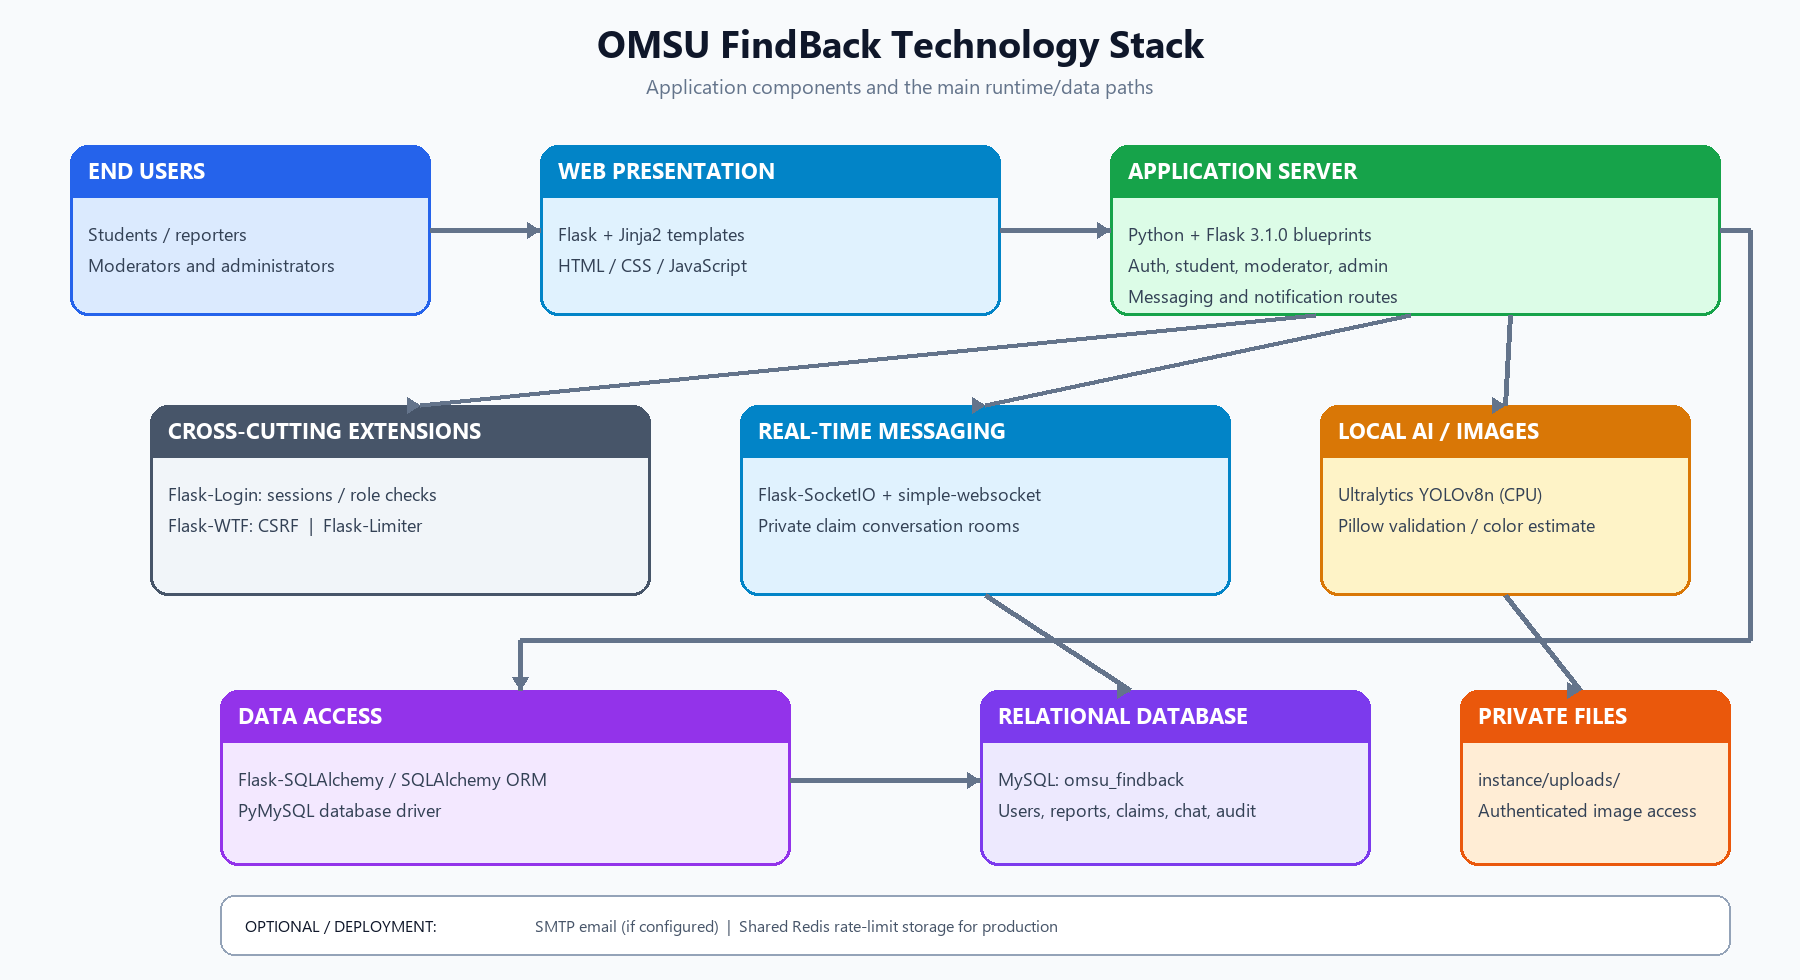 OMSU FindBack Technology Stack
Application components and the main runtime/data paths
END USERS
Students / reporters
Moderators and administrators
WEB PRESENTATION
Flask + Jinja2 templates
HTML / CSS / JavaScript
APPLICATION SERVER
Python + Flask 3.1.0 blueprints
Auth, student, moderator, admin
Messaging and notification routes
CROSS-CUTTING EXTENSIONS
Flask-Login: sessions / role checks
Flask-WTF: CSRF | Flask-Limiter
REAL-TIME MESSAGING
Flask-SocketIO + simple-websocket
Private claim conversation rooms
LOCAL AI / IMAGES
Ultralytics YOLOv8n (CPU)
Pillow validation / color estimate
DATA ACCESS
Flask-SQLAlchemy / SQLAlchemy ORM
PyMySQL database driver
RELATIONAL DATABASE
MySQL: omsu_findback
Users, reports, claims, chat, audit
PRIVATE FILES
instance/uploads/
Authenticated image access
OPTIONAL / DEPLOYMENT: SMTP email (if configured) | Shared Redis rate-limit storage for production